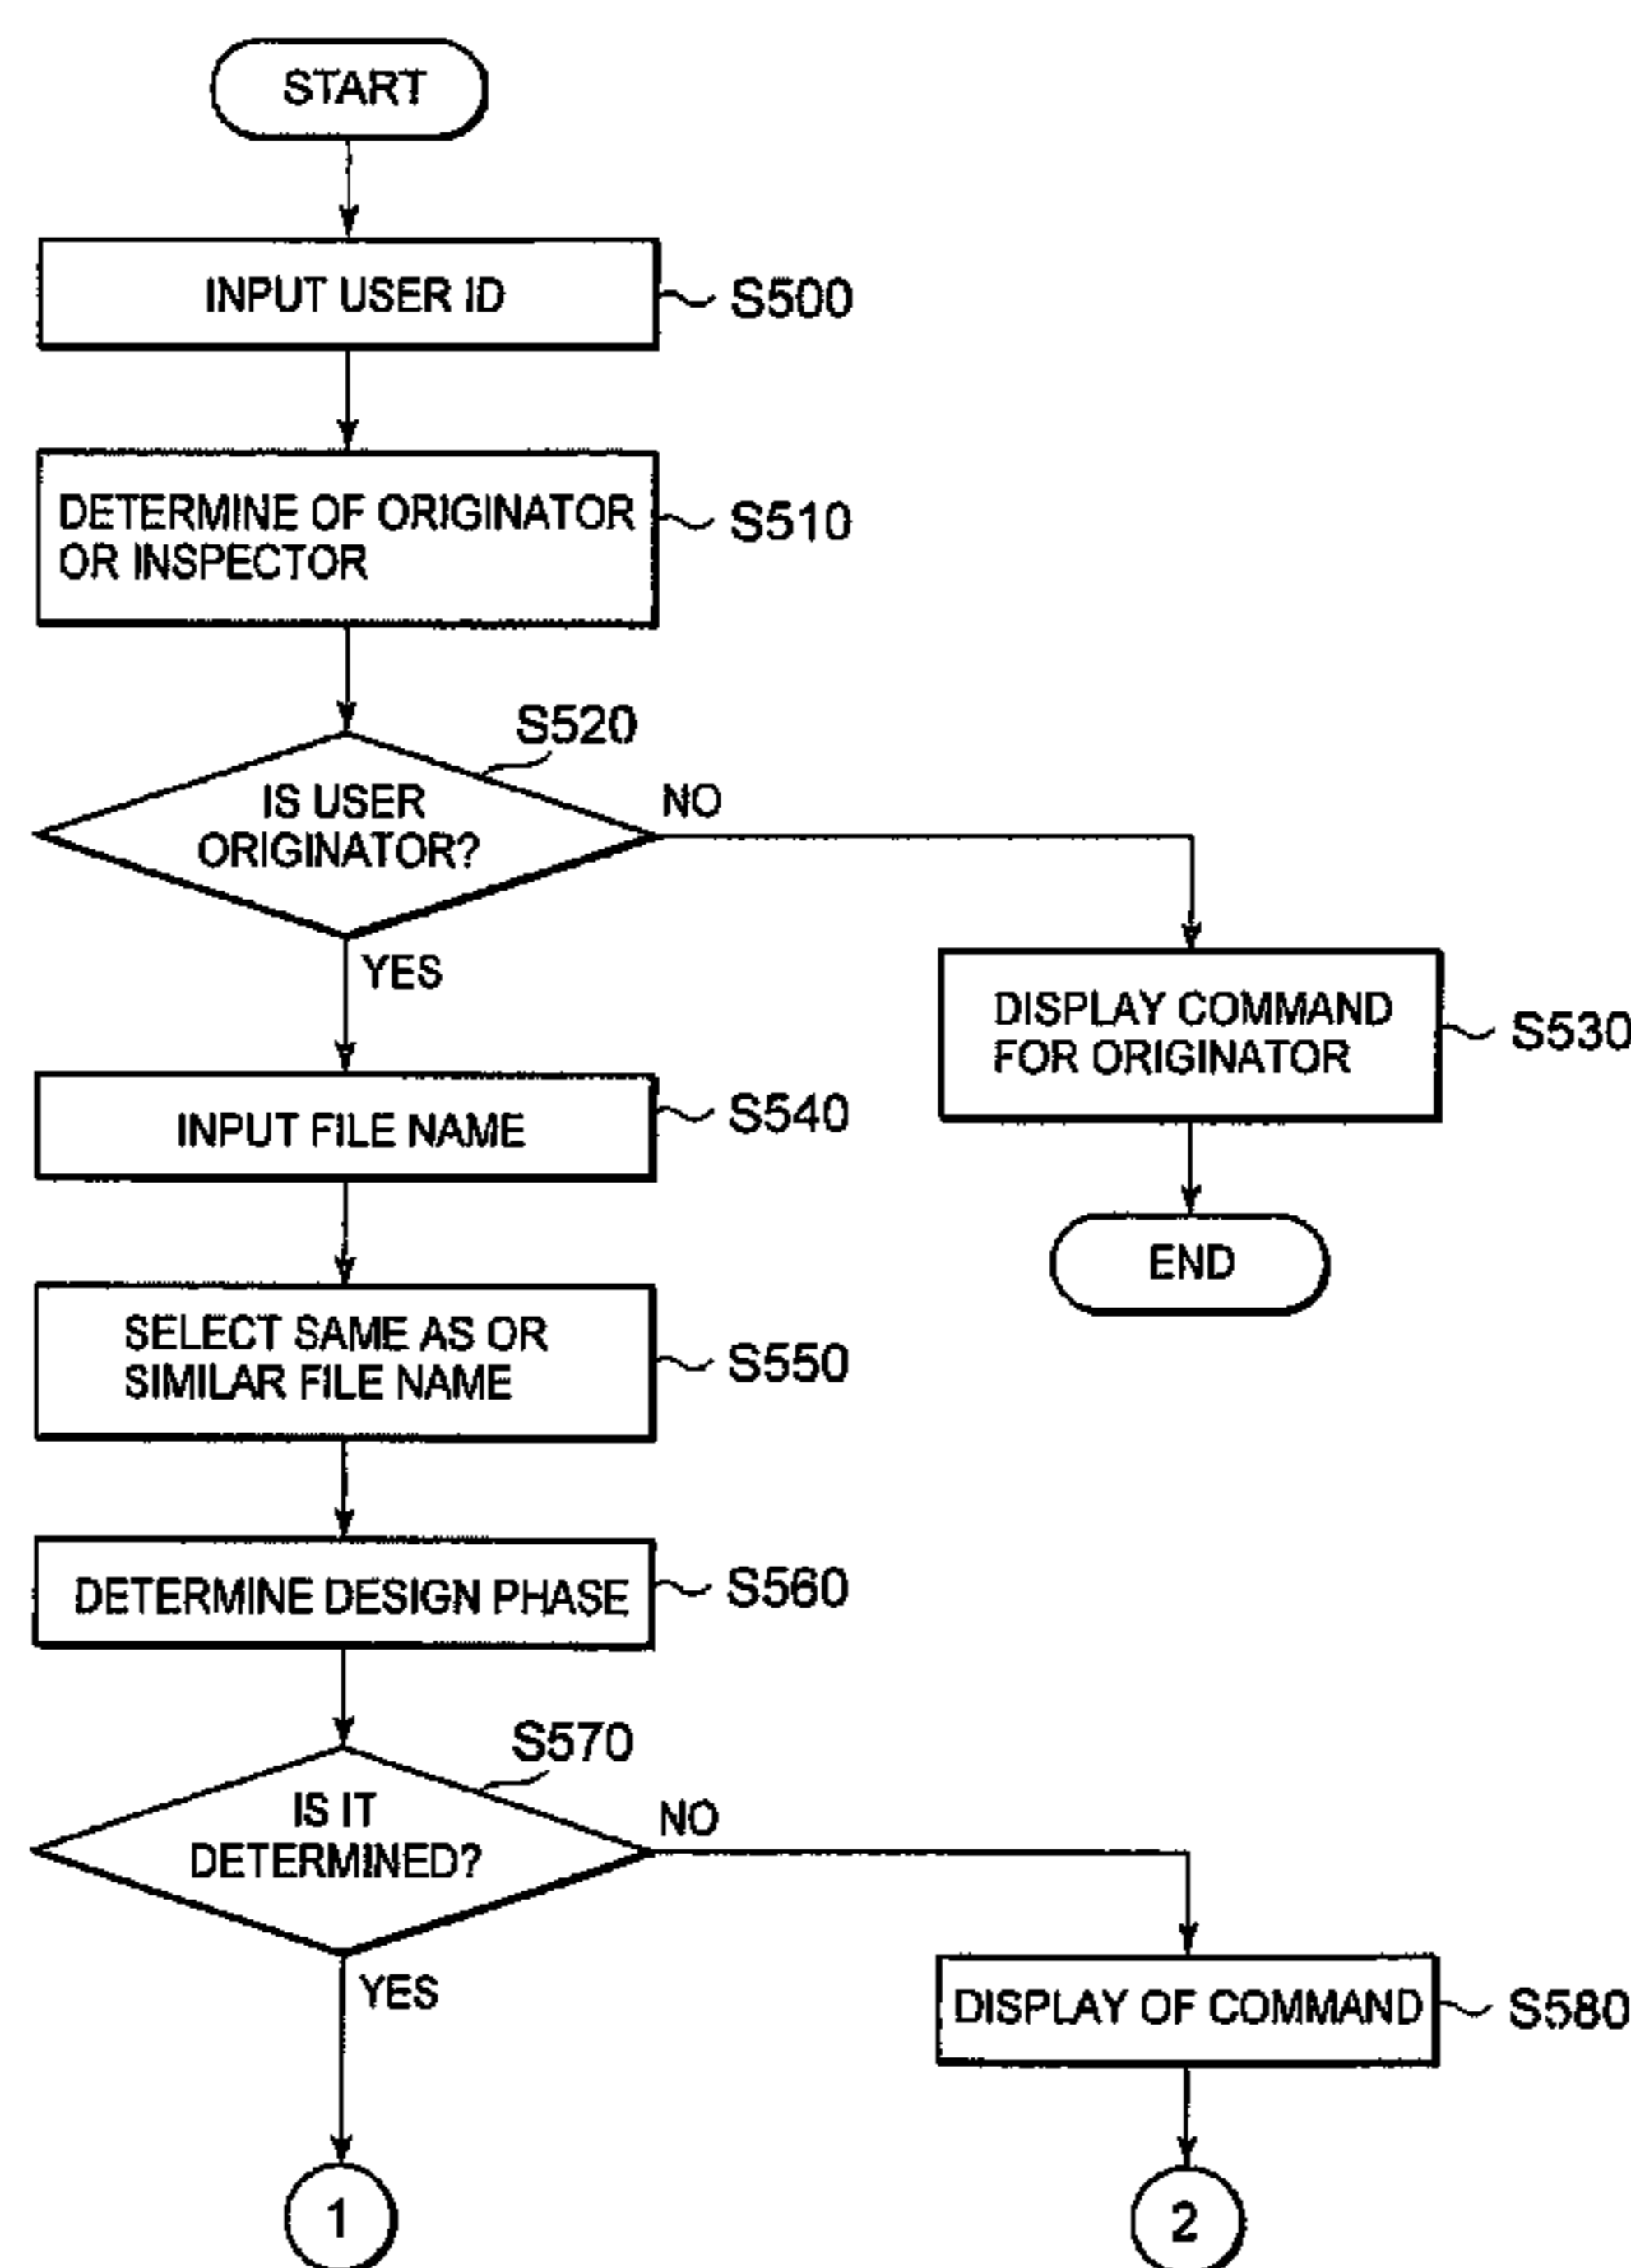 START
INPUT USER ID
S500
DETERMINE OF ORIGINATOR
OR INSPECTOR
S510
S520
IS USER
ORIGINATOR?
NO
YES
DISPLAY COMMAND
FOR ORIGINATOR
S530
INPUT FILE NAME
S540
END
SELECT SAME AS OR
SIMILAR FILE NAME
S550
DETERMINE DESIGN PHASE
S560
S570
IS IT
DETERMINED?
NO
YES
DISPLAY OF COMMAND
S580
1
2